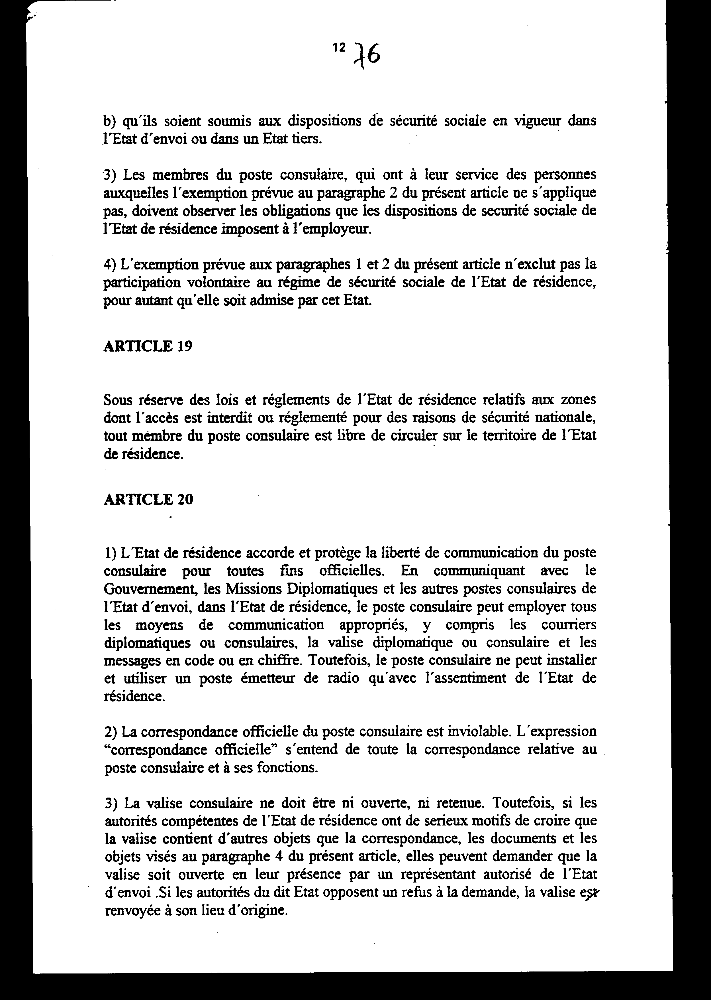 12 76
b) qu´ils soient soumis aux dispositions de sécurité sociale en vigueur dans
l´Etat d´envoi ou dans un Etat tiers.
3) Les membres du poste consulaire, qui ont à leur service des personnes
auxquelles l´exemption prévue au paragraphe 2 du présent article ne s´applique
pas, doivent observer les obligations que les dispositions de securité sociale de
l´Etat de résidence imposent à l´employeur.
4) L´exemption prévue aux paragraphes 1 et 2 du présent article n´exclut pas la
participation volontaire au régime de sécurité sociale de l´Etat de résidence,
pour autant qu´elle soit admise par cet Etat.
ARTICLE 19
Sous réserve des lois et réglements de l´Etat de résidence relatifs aux zones
dont l´accès est interdit ou réglementé pour des raisons de sécurité nationale,
tout membre du poste consulaire est libre de circuler sur le territoire de l´Etat
de résidence.
ARTICLE 20
1) L´Etat de résidence accorde et protège la liberté de communication du poste
consulaire pour toutes fins officielles. En communiquant avec le
Gouvernement, les Missions Diplomatiques et les autres postes consulaires de
l´Etat d´envoi, dans l´Etat de résidence, le poste consulaire peut employer tous
les moyens de communication appropriés, y compris les courriers
diplomatiques ou consulaires, la valise diplomatique ou consulaire et les
messages en code ou en chiffre. Toutefois, le poste consulaire ne peut installer
et utiliser un poste émetteur de radio qu´avec l´assentiment de l´Etat de
résidence.
2) La correspondance officielle du poste consulaire est inviolable. L´expression
“correspondance officielle” s´entend de toute la correspondance relative au
poste consulaire et à ses fonctions.
3) La valise consulaire ne doit être ni ouverte, ni retenue. Toutefois, si les
autorités compétentes de l´Etat de résidence ont de serieux motifs de croire que
la valise contient d´autres objets que la correspondance, les documents et les
objets visés au paragraphe 4 du présent article, elles peuvent demander que la
valise soit ouverte en leur présence par un représentant autorisé de l´Etat
d´envoi .Si les autorités du dit Etat opposent un refus à la demande, la valise est
renvoyée à son lieu d´origine.